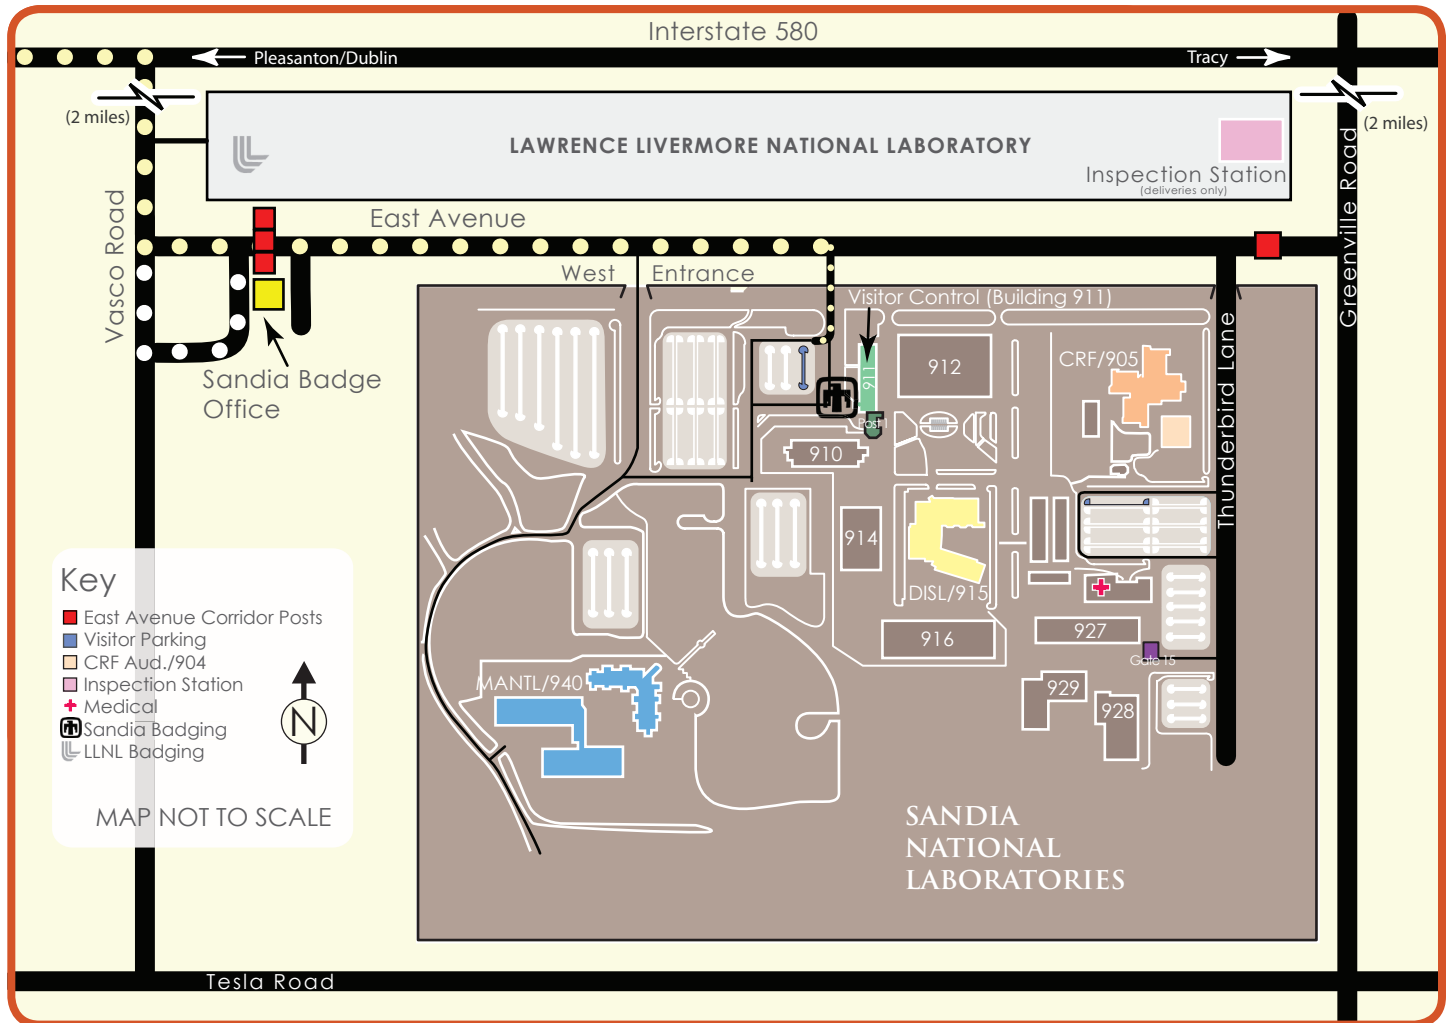 Interstate 580
Pleasanton/Dublin
Tracy
(2 miles)
(2 miles)
LAWRENCE LIVERMORE NATIONAL LABORATORY
Inspection Station
(deliveries only)
Greenville Road
Vasco Road
East Avenue
West Entrance
Visitor Control (Building 911)
Sandia Badge
Office
911
912
CRF/905
Thunderbird Lane
Post 1
910
914
DISL/915
916
927
Gate 15
929
928
MANTL/940
Key
East Avenue Corridor Posts
Visitor Parking
CRF Aud./904
Inspection Station
Medical
Sandia Badging
LLNL Badging
N
MAP NOT TO SCALE
SANDIA
NATIONAL
LABORATORIES
Tesla Road